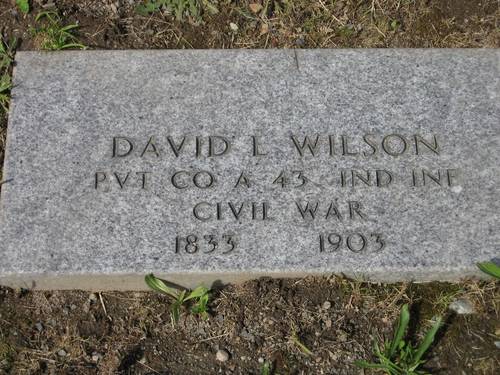 DAVID L WILSON
PVT CO A 43 IND INF
CIVIL WAR
1833 1903